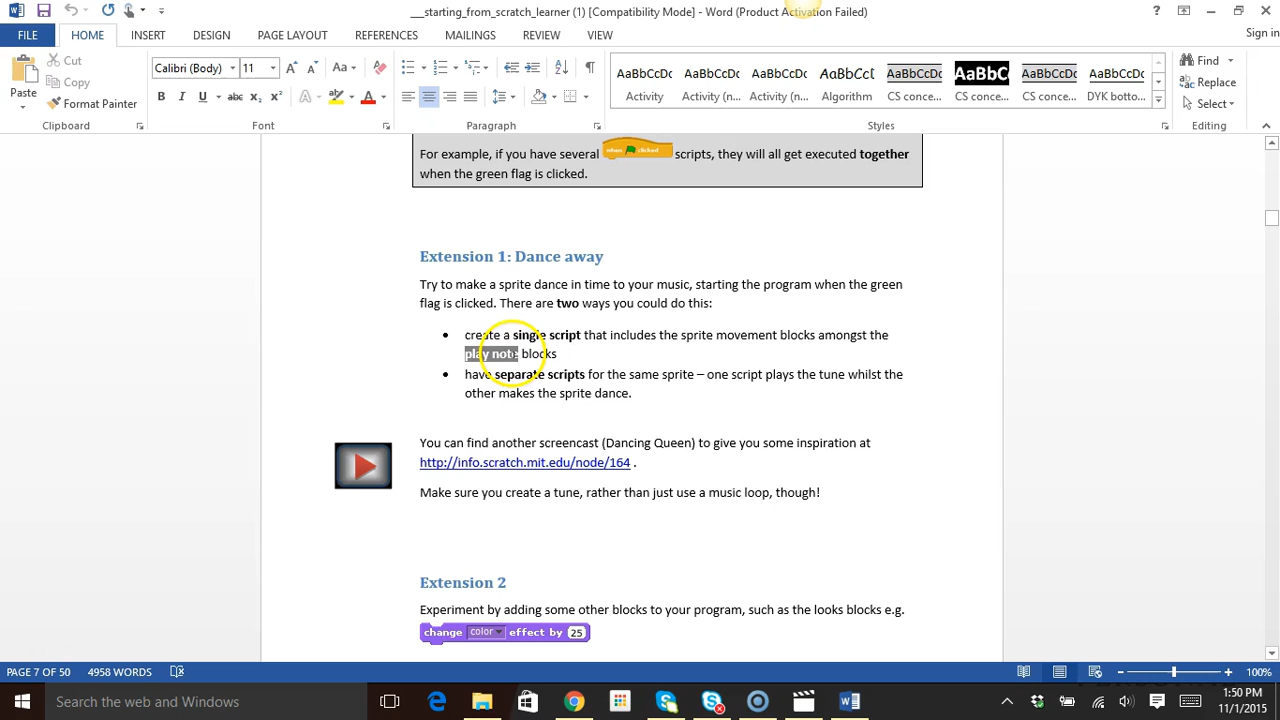 ___starting_from_scratch_learner (1) [Compatibility Mode] - Word (Product Activation Failed)
?
FILE HOME INSERT DESIGN PAGE LAYOUT REFERENCES MAILINGS REVIEW VIEW Sign in
Paste
Cut
Copy
Format Painter
Calibri (Body) 11 Aa
B I U abc x₂ x² A
AaBbCcDc AaBbCcDc AaBbCcDc AaBbCcL AaBbCcDc AaBbC AaBbCcDc AaBbCcDc
Activity Activity (n... Activity (n... Algorithm CS conce... CS conce... CS conce... DYK botto...
Find
Replace
Select
Clipboard Font Paragraph Styles Editing
For example, if you have several when clicked scripts, they will all get executed together
when the green flag is clicked.
Extension 1: Dance away
Try to make a sprite dance in time to your music, starting the program when the green
flag is clicked. There are two ways you could do this:
• create a single script that includes the sprite movement blocks amongst the
play note blocks
• have separate scripts for the same sprite – one script plays the tune whilst the
other makes the sprite dance.
You can find another screencast (Dancing Queen) to give you some inspiration at
http://info.scratch.mit.edu/node/164 .
Make sure you create a tune, rather than just use a music loop, though!
Extension 2
Experiment by adding some other blocks to your program, such as the looks blocks e.g.
change color effect by 25
PAGE 7 OF 50 4958 WORDS 100%
Search the web and Windows
1:50 PM
11/1/2015